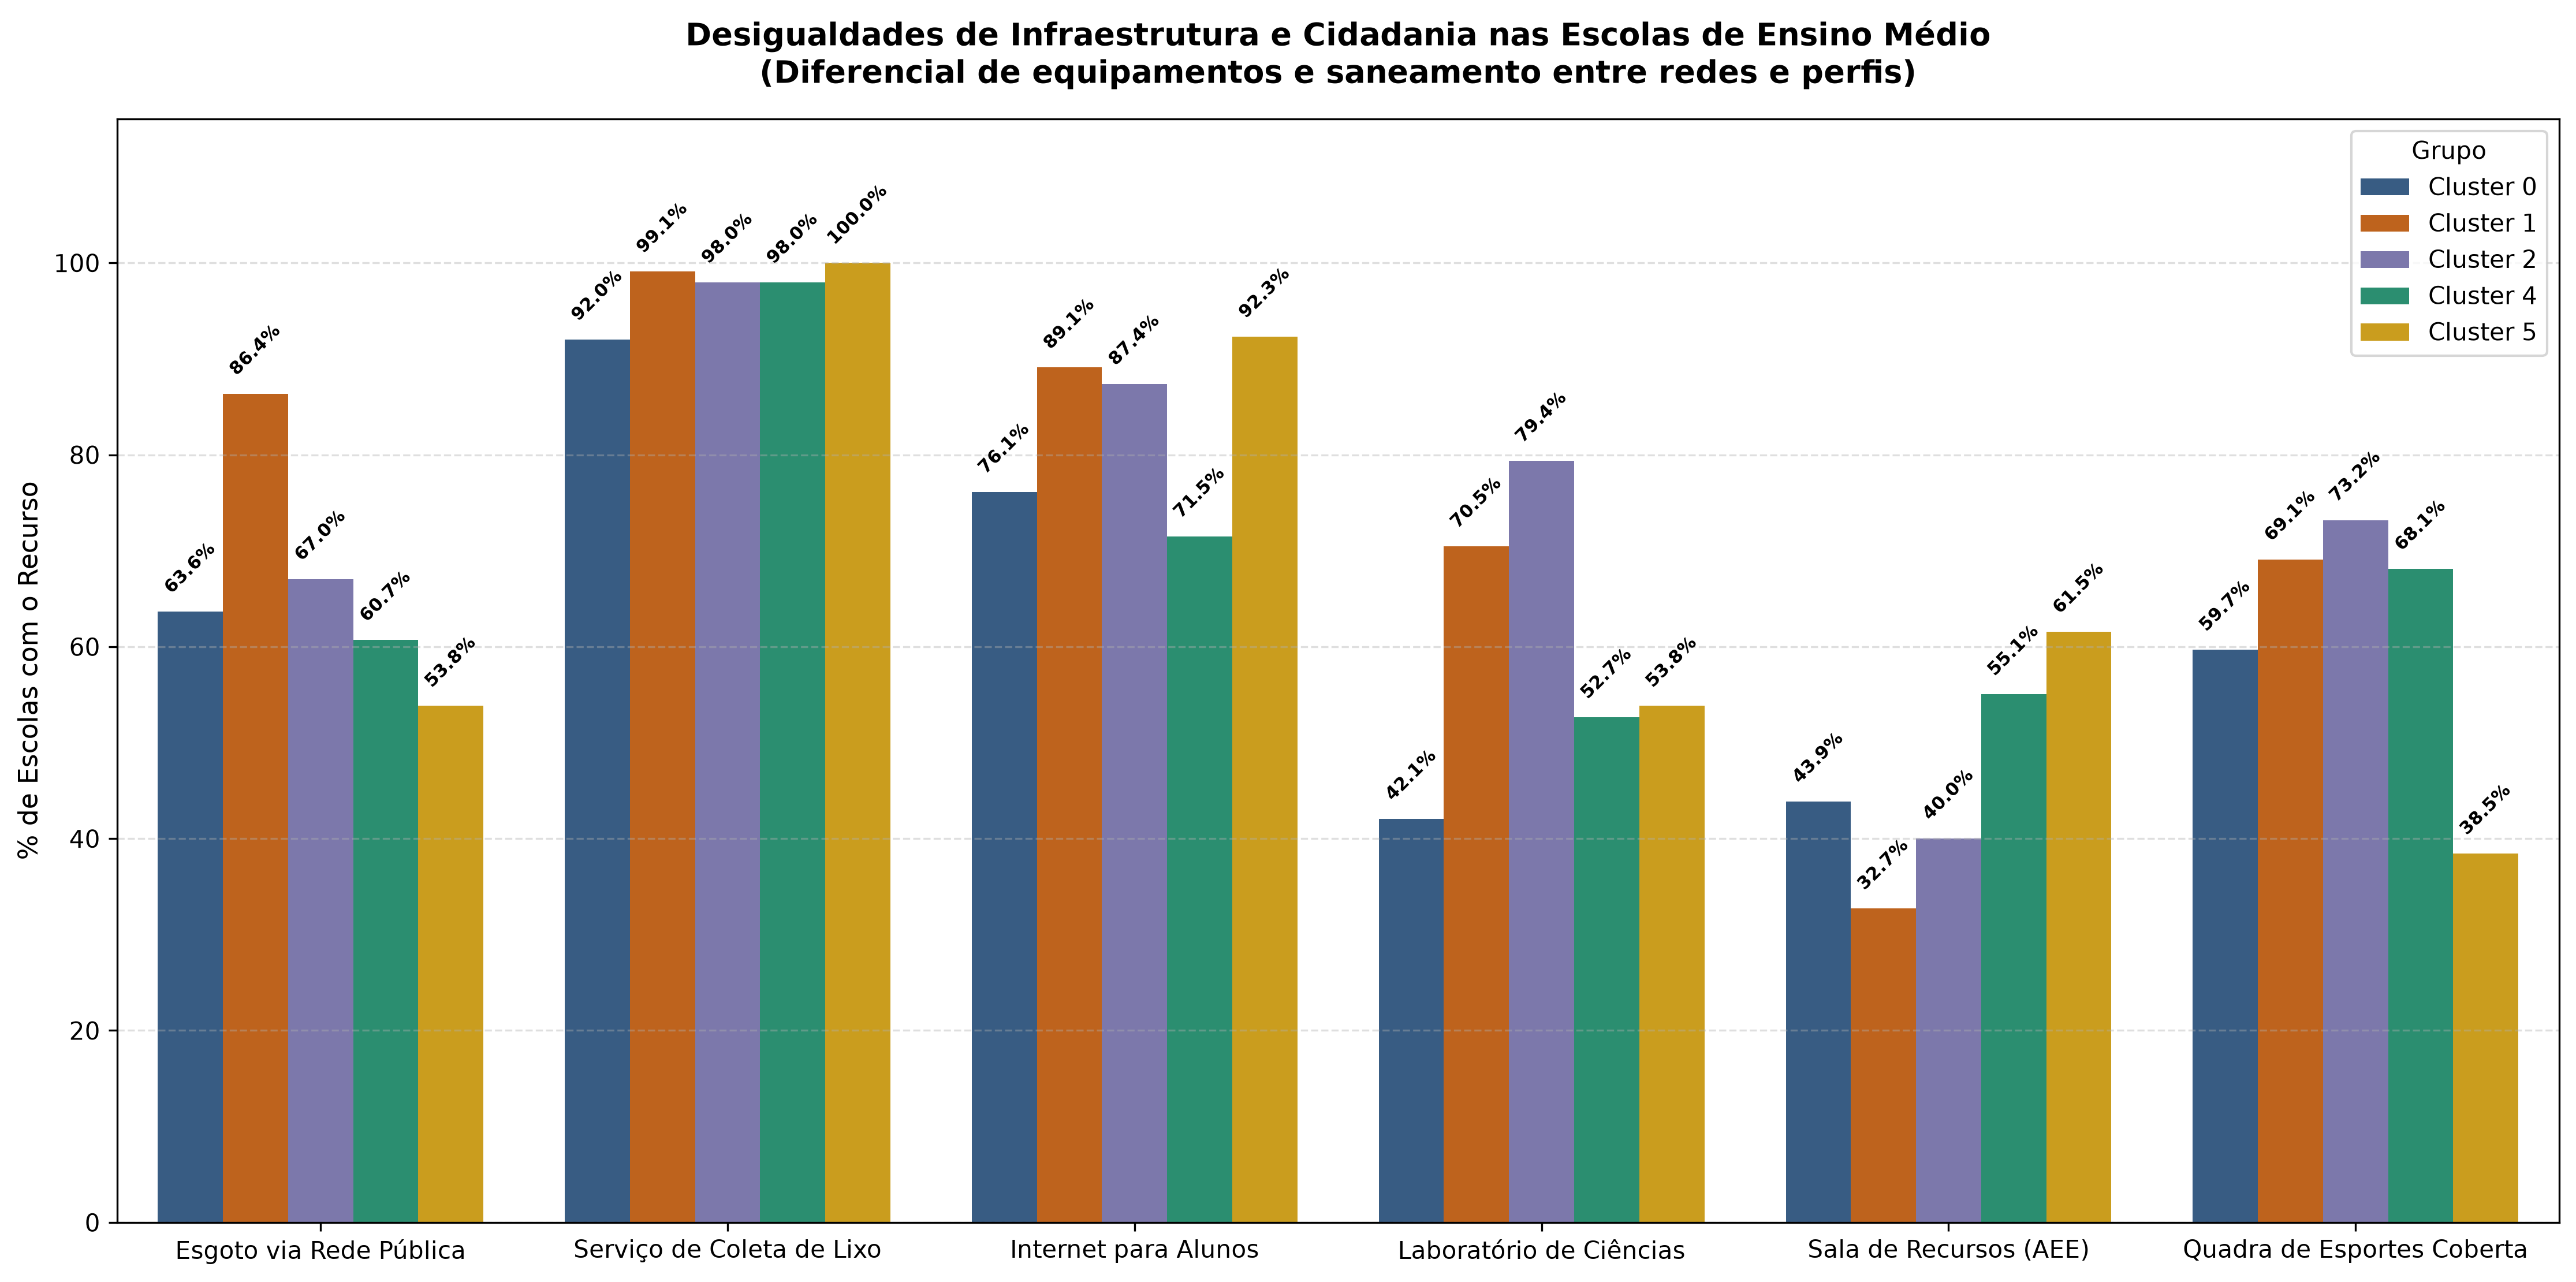 Desigualdades de Infraestrutura e Cidadania nas Escolas de Ensino Médio
(Diferencial de equipamentos e saneamento entre redes e perfis)
Grupo
Cluster 0
Cluster 1
Cluster 2
Cluster 4
Cluster 5
% de Escolas com o Recurso
100
80
60
40
20
0
63.6%
86.4%
67.0%
60.7%
53.8%
92.0%
99.1%
98.0%
98.0%
100.0%
76.1%
89.1%
87.4%
71.5%
92.3%
42.1%
70.5%
79.4%
52.7%
53.8%
43.9%
32.7%
40.0%
55.1%
61.5%
59.7%
69.1%
73.2%
68.1%
38.5%
Esgoto via Rede Pública
Serviço de Coleta de Lixo
Internet para Alunos
Laboratório de Ciências
Sala de Recursos (AEE)
Quadra de Esportes Coberta